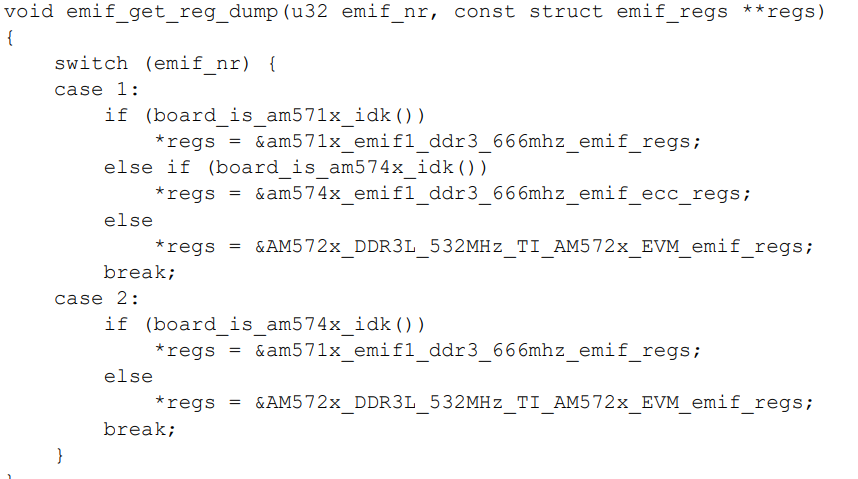 void emif_get_reg_dump(u32 emif_nr, const struct emif_regs **regs)
{
    switch (emif_nr) {
    case 1:
        if (board_is_am571x_idk())
            *regs = &am571x_emif1_ddr3_666mhz_emif_regs;
        else if (board_is_am574x_idk())
            *regs = &am574x_emif1_ddr3_666mhz_emif_ecc_regs;
        else
            *regs = &AM572x_DDR3L_532MHz_TI_AM572x_EVM_emif_regs;
        break;
    case 2:
        if (board_is_am574x_idk())
            *regs = &am571x_emif1_ddr3_666mhz_emif_regs;
        else
            *regs = &AM572x_DDR3L_532MHz_TI_AM572x_EVM_emif_regs;
        break;
    }